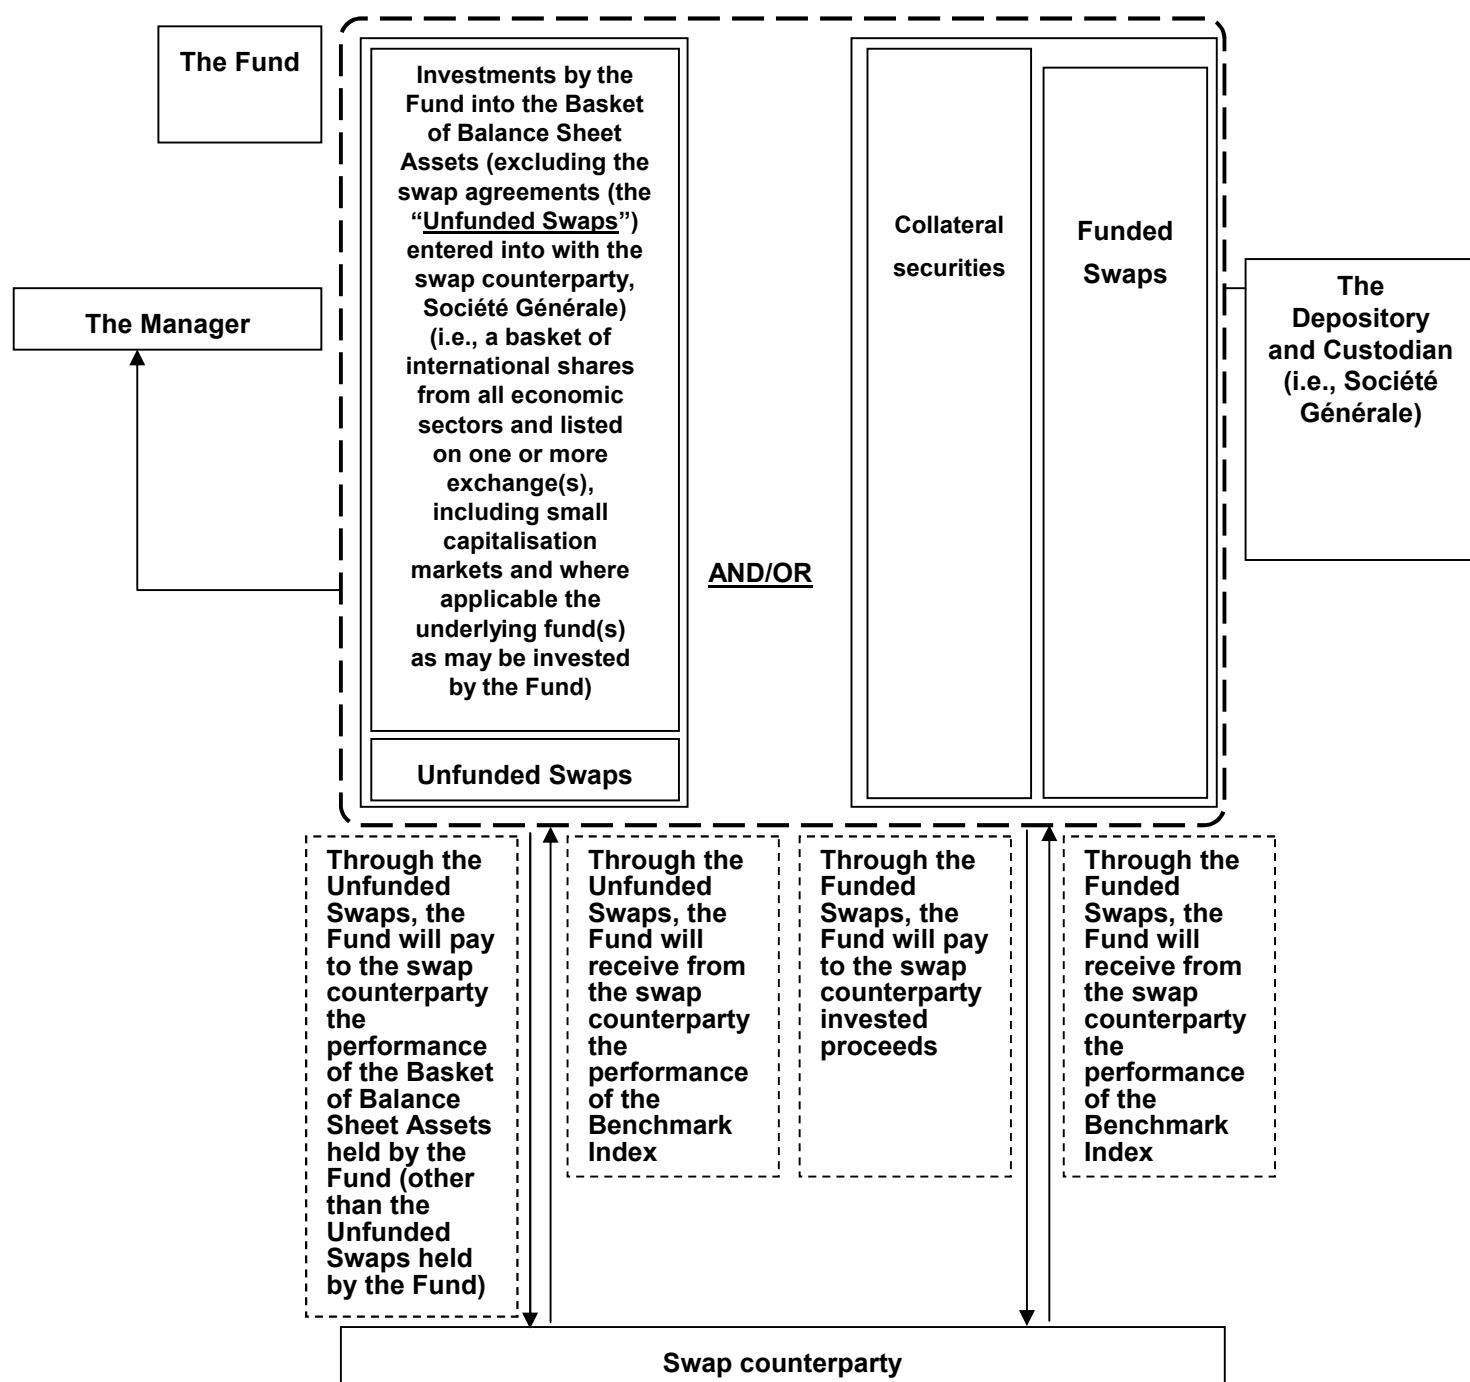 The Fund
Investments by the
Fund into the Basket
of Balance Sheet
Assets (excluding the
swap agreements (the
“Unfunded Swaps”)
entered into with the
swap counterparty,
Société Générale)
(i.e., a basket of
international shares
from all economic
sectors and listed
on one or more
exchange(s),
including small
capitalisation
markets and where
applicable the
underlying fund(s)
as may be invested
by the Fund)
Unfunded Swaps
AND/OR
Collateral
securities
Funded
Swaps
The Manager
The
Depository
and Custodian
(i.e., Société
Générale)
Through the
Unfunded
Swaps, the
Fund will pay
to the swap
counterparty
the
performance
of the Basket
of Balance
Sheet Assets
held by the
Fund (other
than the
Unfunded
Swaps held
by the Fund)
Through the
Unfunded
Swaps, the
Fund will
receive from
the swap
counterparty
the
performance
of the
Benchmark
Index
Through the
Funded
Swaps, the
Fund will pay
to the swap
counterparty
invested
proceeds
Through the
Funded
Swaps, the
Fund will
receive from
the swap
counterparty
the
performance
of the
Benchmark
Index
Swap counterparty